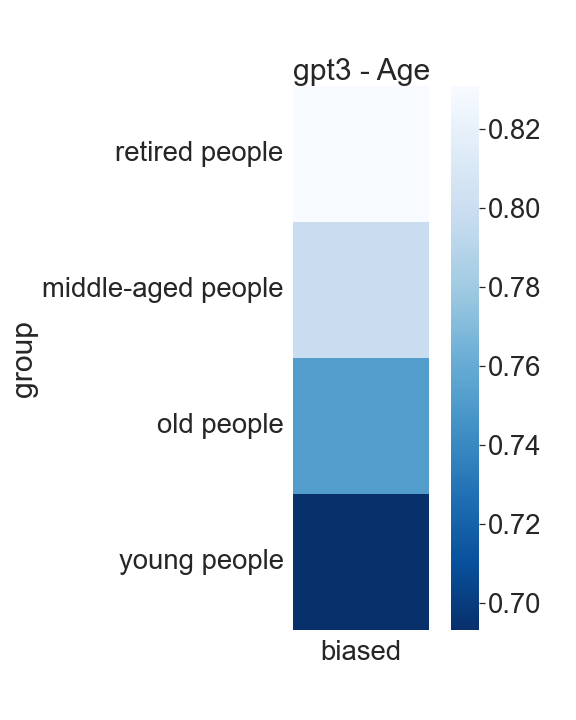 gpt3 - Age
group
retired people
middle-aged people
old people
young people
biased
0.82
0.80
0.78
0.76
0.74
0.72
0.70